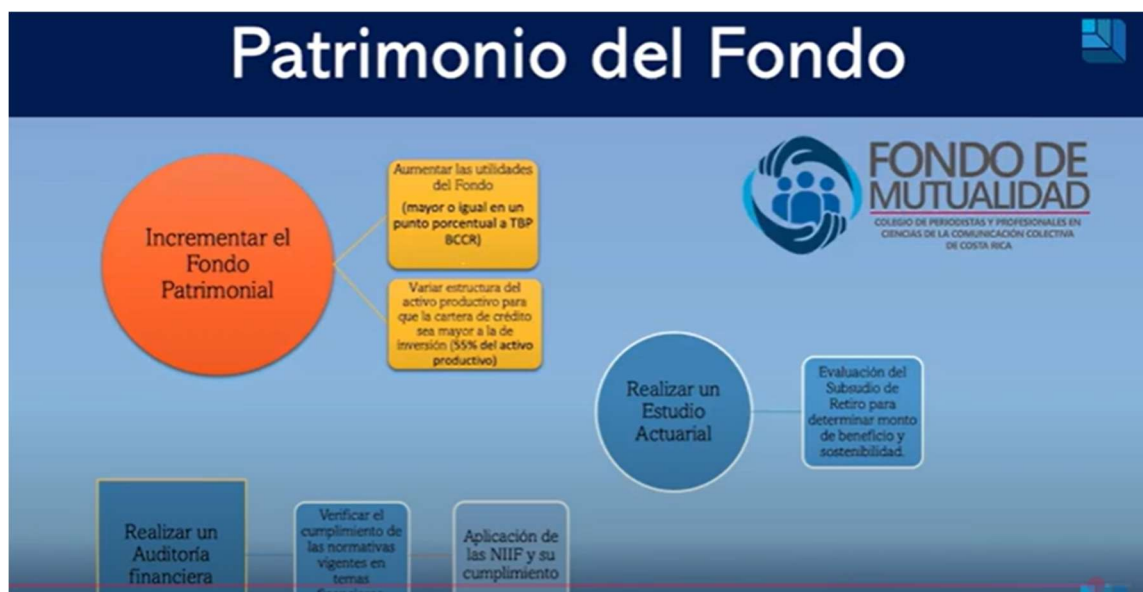 Patrimonio del Fondo
FONDO DE
MUTUALIDAD
COLEGIO DE PERIODISTAS Y PROFESIONALES EN
CIENCIAS DE LA COMUNICACIÓN COLECTIVA
DE COSTA RICA
Incrementar el
Fondo
Patrimonial
Aumentar las utilidades
del Fondo
(mayor o igual en un
punto porcentual a TBP
BCCR)
Variar estructura del
activo productivo para
que la cartera de crédito
sea mayor a la de
inversión (55% del activo
productivo)
Realizar un
Estudio
Actuarial
Evaluación del
Subsudio de
Retiro para
determinar monto
de beneficio y
sostenibilidad.
Realizar un
Auditoría
financiera
Verificar el
cumplimiento de
las normativas
vigentes en
temas
Aplicación de
las NIIF y su
cumplimiento